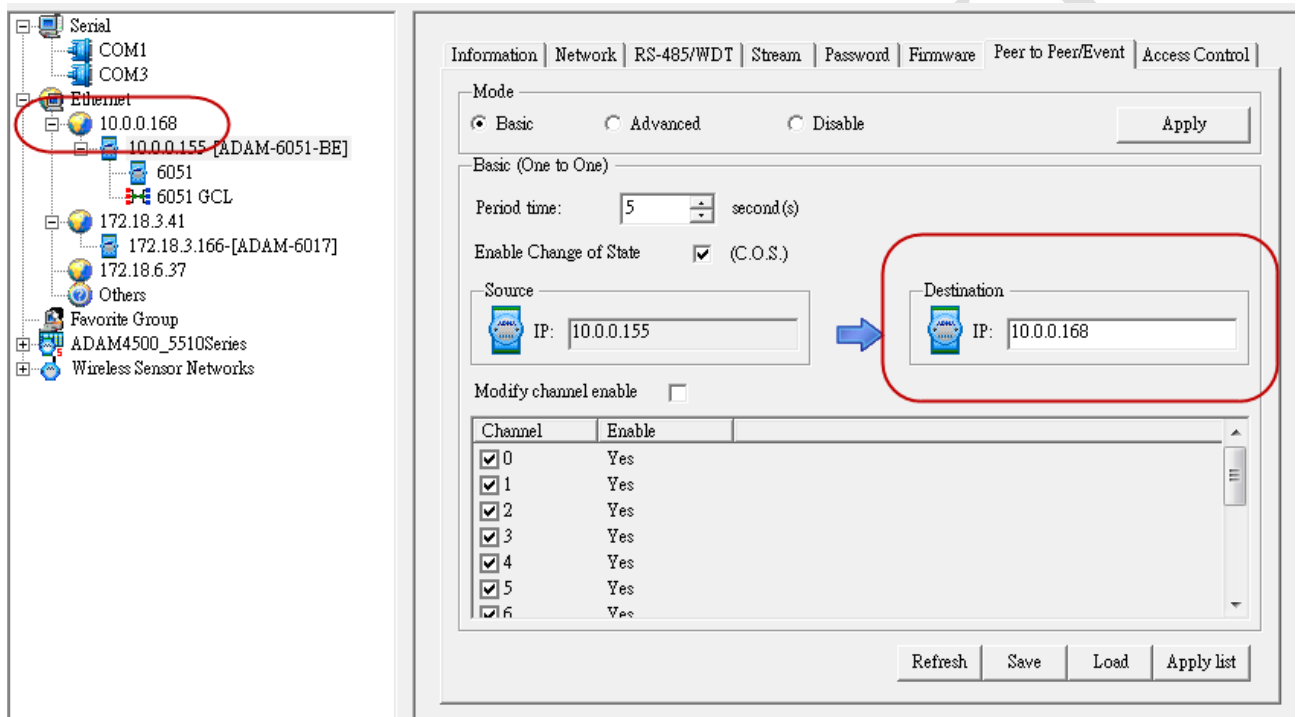 Serial
COM1
COM3
Ethernet
10.0.0.168
10.0.0.155-[ADAM-6051-BE]
6051
6051 GCL
172.18.3.41
172.18.3.166-[ADAM-6017]
172.18.6.37
Others
Favorite Group
ADAM4500_5510Series
Wireless Sensor Networks
Information Network RS-485/WDT Stream Password Firmware Peer to Peer/Event Access Control
Mode
Basic Advanced Disable Apply
Basic (One to One)
Period time: 5 second(s)
Enable Change of State (C.O.S.)
Source Destination
IP: 10.0.0.155 IP: 10.0.0.168
Modify channel enable
Channel Enable
0 Yes
1 Yes
2 Yes
3 Yes
4 Yes
5 Yes
6 Yes
Refresh Save Load Apply list